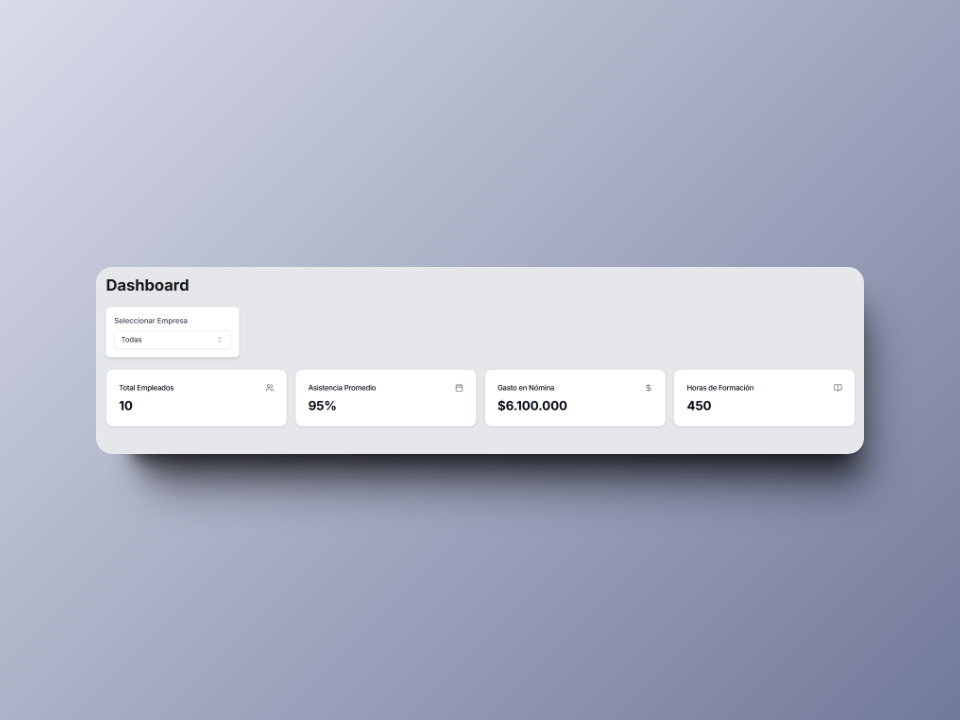 Dashboard
Seleccionar Empresa
Todas
Total Empleados
10
Asistencia Promedio
95%
Gasto en Nómina
$6.100.000
Horas de Formación
450